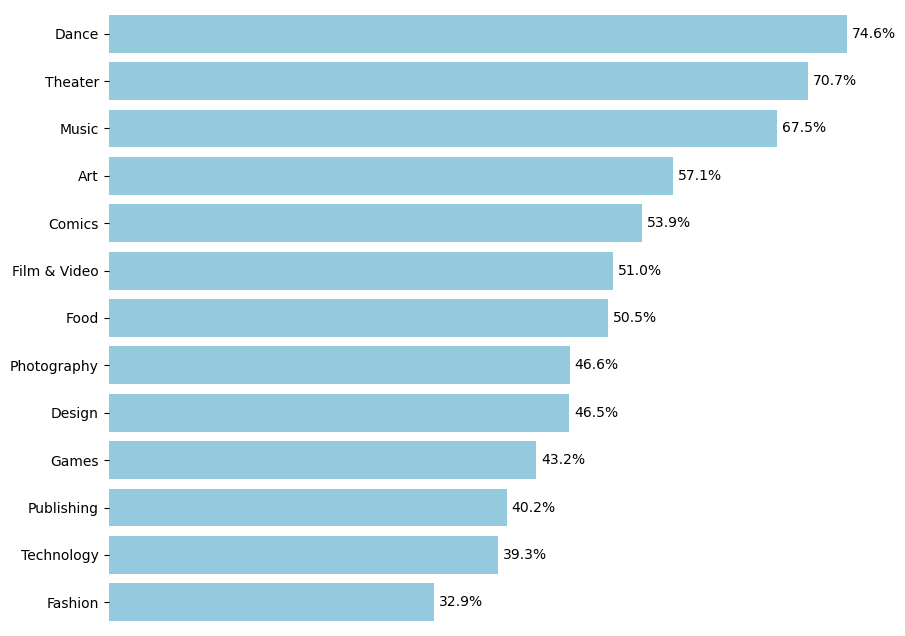 Dance 74.6%
Theater 70.7%
Music 67.5%
Art 57.1%
Comics 53.9%
Film & Video 51.0%
Food 50.5%
Photography 46.6%
Design 46.5%
Games 43.2%
Publishing 40.2%
Technology 39.3%
Fashion 32.9%